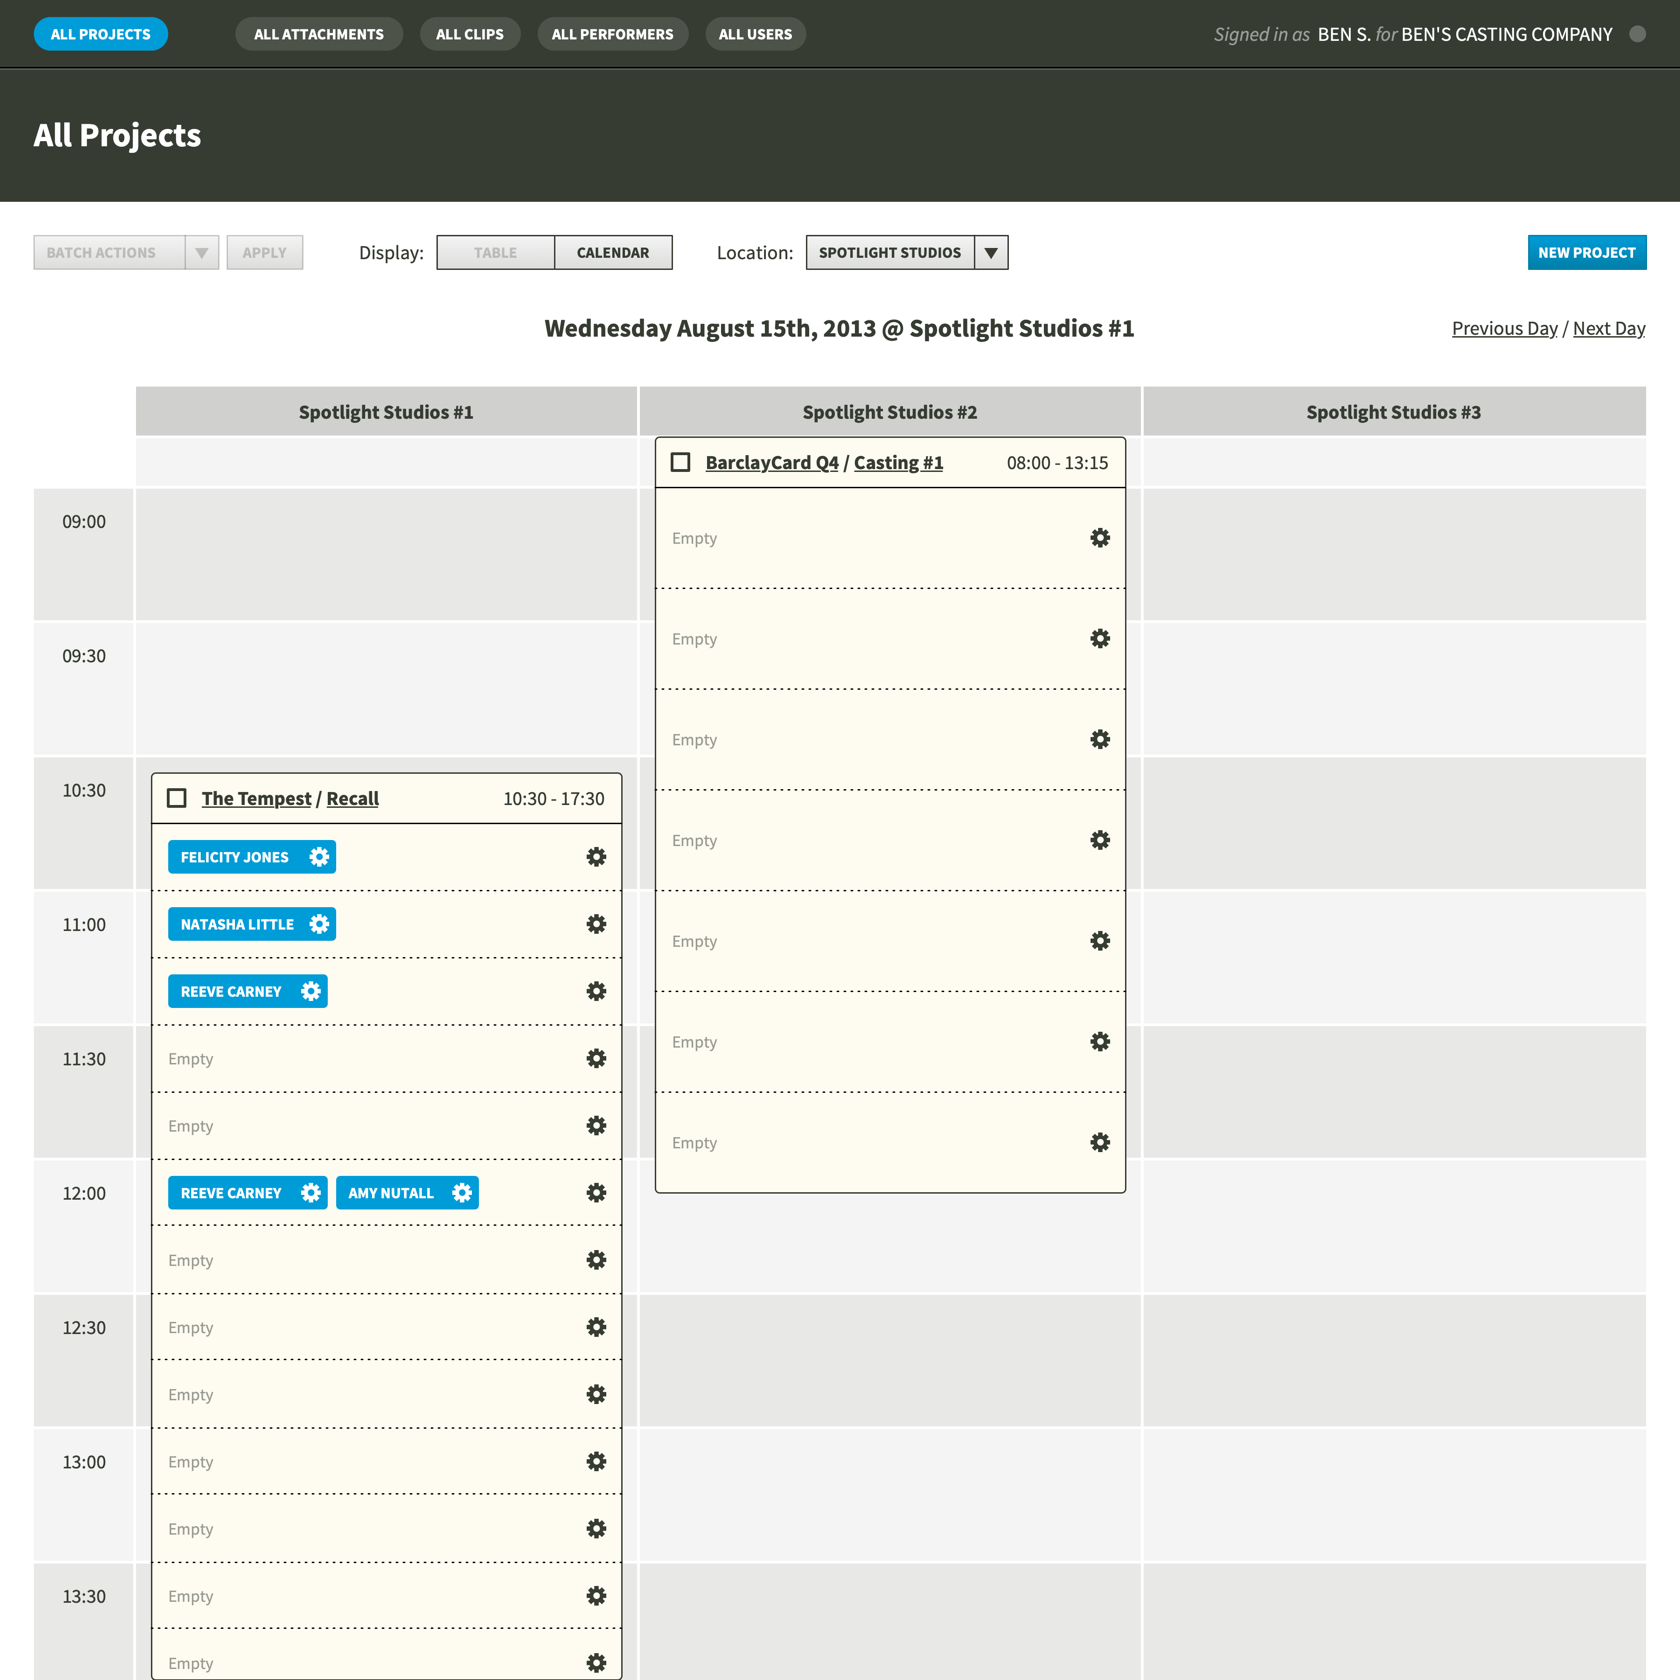 ALL PROJECTS ALL ATTACHMENTS ALL CLIPS ALL PERFORMERS ALL USERS Signed in as BEN S. for BEN'S CASTING COMPANY
All Projects
BATCH ACTIONS APPLY Display: TABLE CALENDAR Location: SPOTLIGHT STUDIOS NEW PROJECT
Wednesday August 15th, 2013 @ Spotlight Studios #1 Previous Day / Next Day
Spotlight Studios #1 Spotlight Studios #2 Spotlight Studios #3
BarclayCard Q4 / Casting #1 08:00 - 13:15
09:00
Empty
Empty
09:30
Empty
10:30
The Tempest / Recall 10:30 - 17:30
Empty
FELICITY JONES
11:00
NATASHA LITTLE
Empty
REEVE CARNEY
Empty
11:30
Empty
Empty
Empty
12:00
REEVE CARNEY AMY NUTALL
Empty
12:30
Empty
Empty
13:00
Empty
Empty
13:30
Empty
Empty